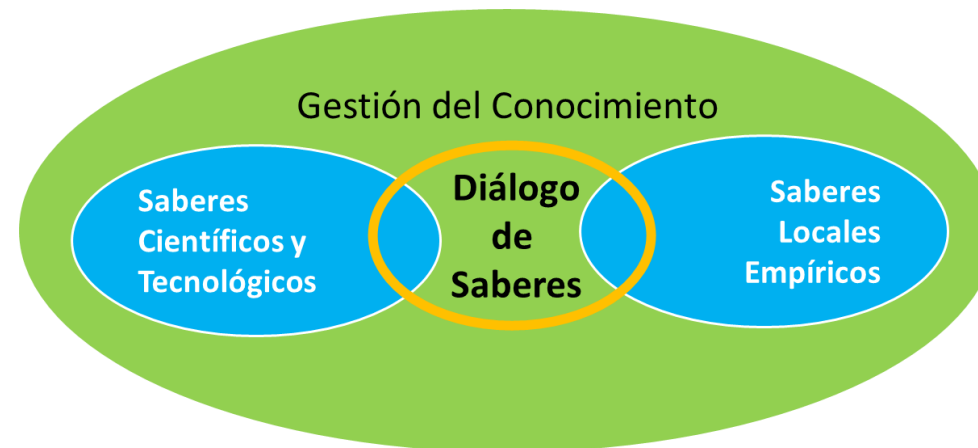 Gestión del Conocimiento
Saberes
Científicos y
Tecnológicos
Diálogo
de
Saberes
Saberes
Locales
Empíricos